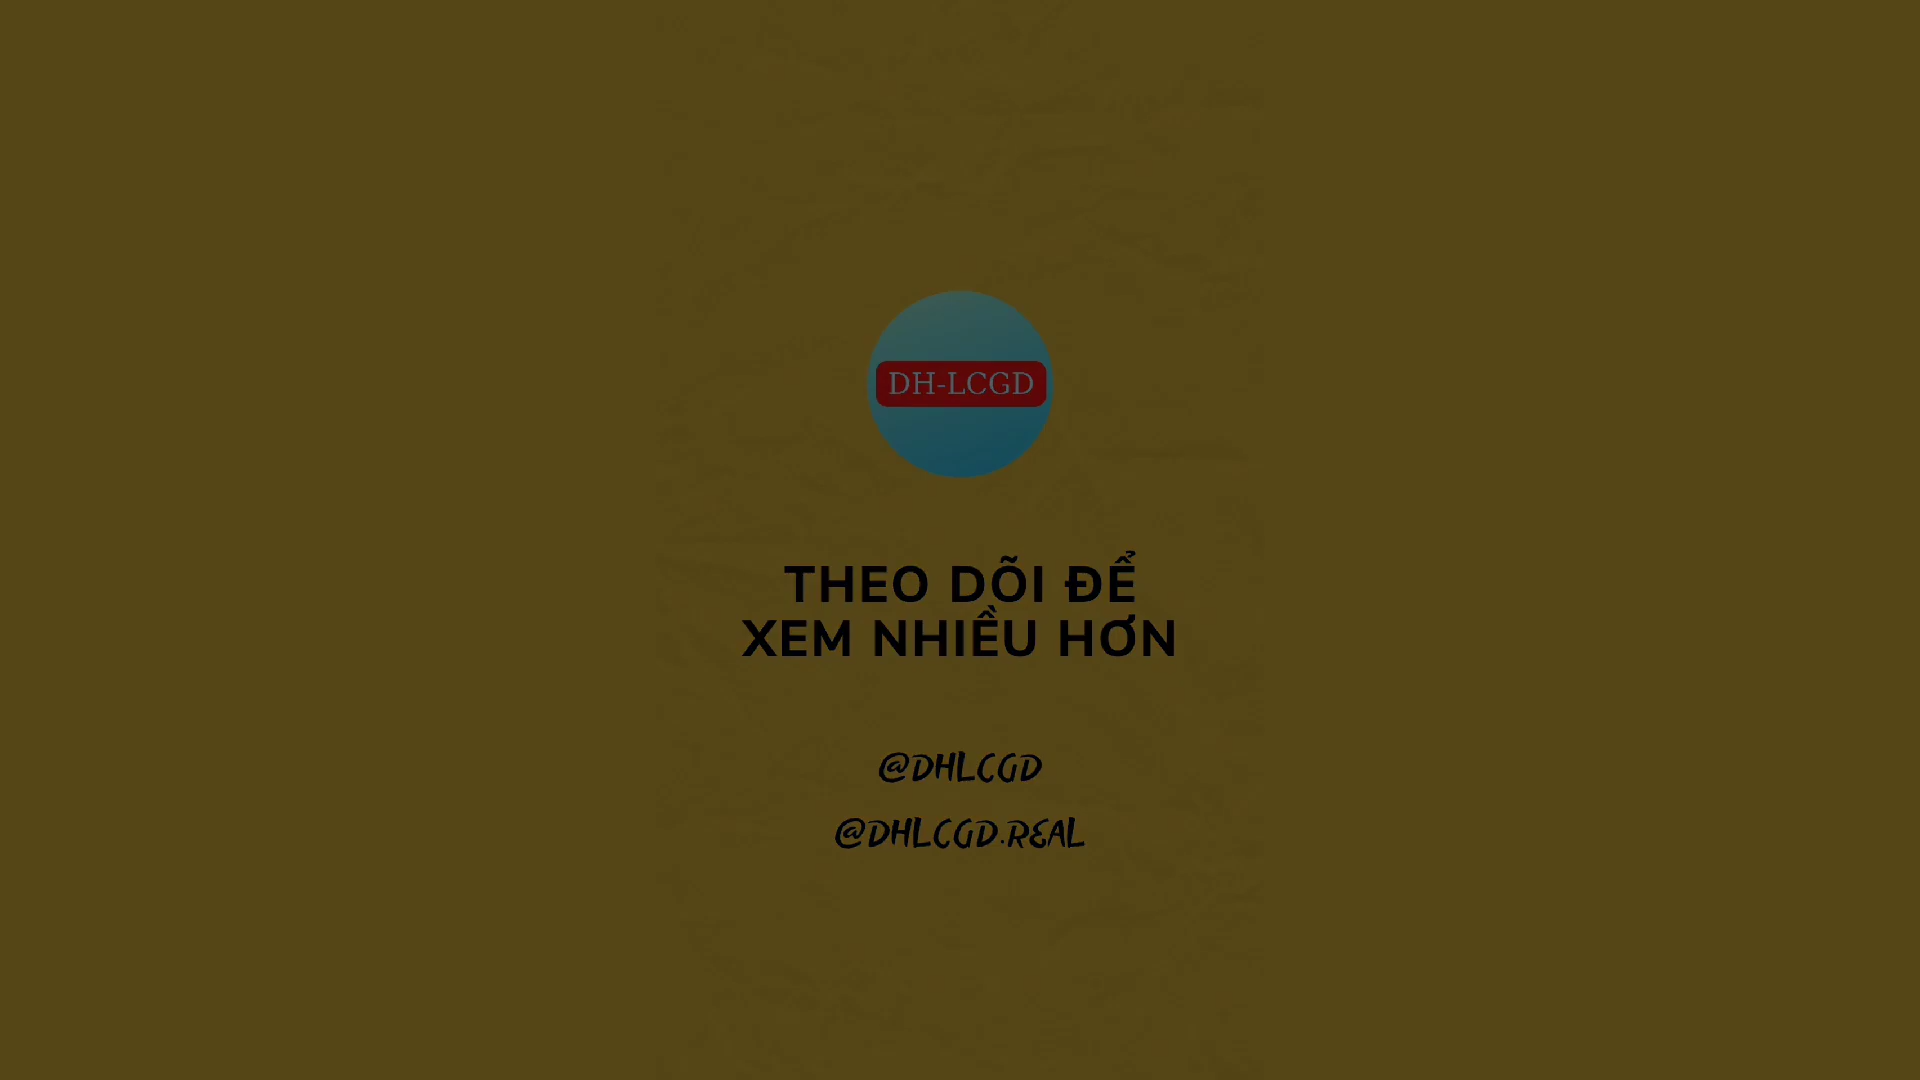 DH-LCGD
THEO DÕI ĐỂ
XEM NHIỀU HƠN
@DHLCGD
@DHLCGD.REAL